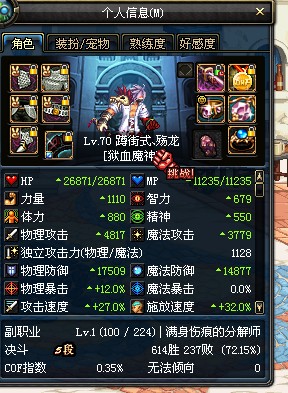 个人信息(M)
角色 装扮/宠物 熟练度 好感度
Lv.70 蹭街式、殇龙
[狱血魔神]
挑战!
HP 26871/26871 MP 11235/11235
力量 1110 智力 679
体力 880 精神 550
物理攻击 4817 魔法攻击 3779
独立攻击力(物理/魔法) 1128
物理防御 17509 魔法防御 14877
物理暴击 +12.0% 魔法暴击 0.0%
攻击速度 +27.0% 施放速度 +32.0%
副职业 Lv.1 (100 / 224) | 满身伤痕的分解师
决斗 5段 614胜 237败 (72.15%)
COF指数 0.35% 无法倾向 0